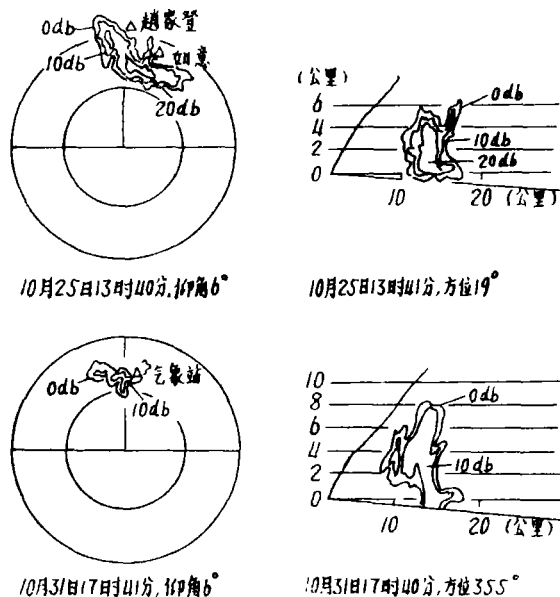 0db
趙家登
10db
如意
20db
10月25日13时40分,仰角6°
(公里)
6
4
2
0
0db
10db
20db
10
20 (公里)
10月25日13时41分,方位19°
0db
气象站
10db
10月31日17时41分,仰角6°
10
8
6
4
2
0
0db
10db
10
20 (公里)
10月31日17时40分,方位355°